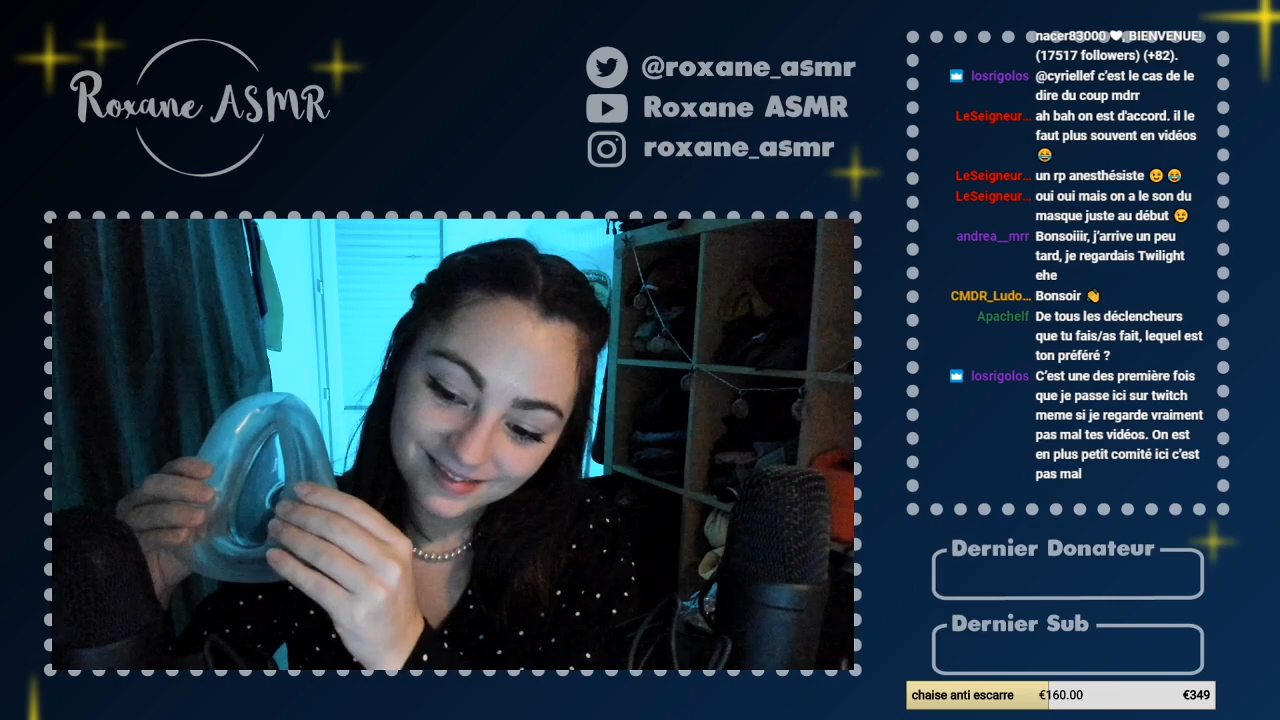 Roxane ASMR
@roxane_asmr
Roxane ASMR
roxane_asmr
nacer83000 🤍, BIENVENUE!
(17517 followers) (+82).
losrigolos @cyriellef c’est le cas de le
dire du coup mdrr
LeSeigneur… ah bah on est d'accord. il le
faut plus souvent en vidéos
😂
LeSeigneur… un rp anesthésiste 😉 😂
LeSeigneur… oui oui mais on a le son du
masque juste au début 😉
andrea__mrr Bonsoiiir, j’arrive un peu
tard, je regardais Twilight
ehe
CMDR_Ludo… Bonsoir 👋
Apachelf De tous les déclencheurs
que tu fais/as fait, lequel est
ton préféré ?
losrigolos C’est une des première fois
que je passe ici sur twitch
meme si je regarde vraiment
pas mal tes vidéos. On est
en plus petit comité ici c’est
pas mal
Dernier Donateur
Dernier Sub
chaise anti escarre €160.00 €349